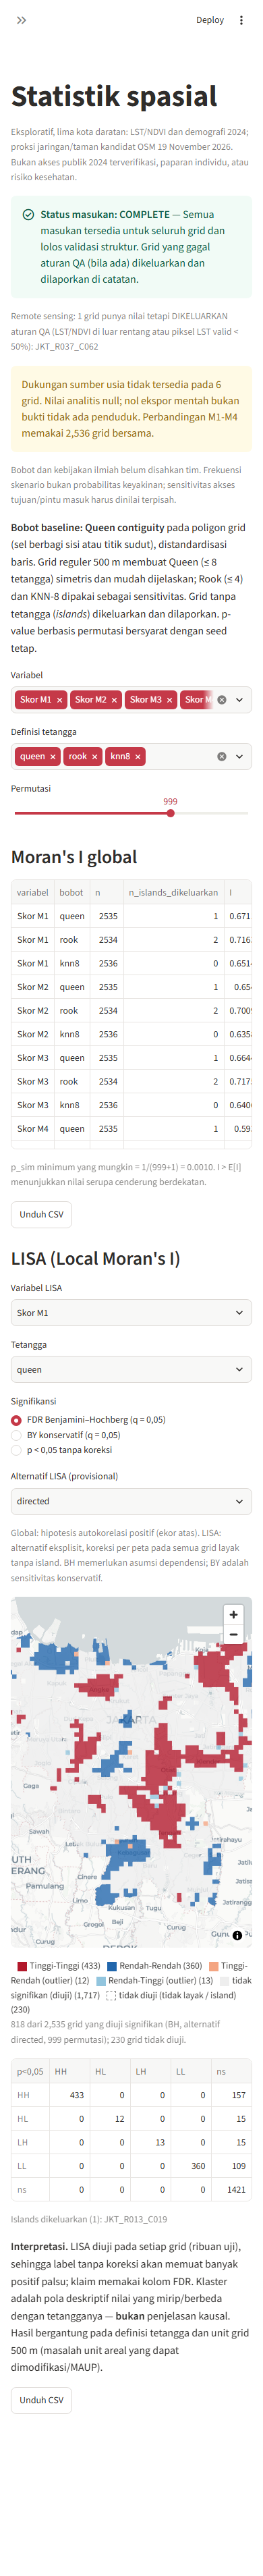 Deploy
Statistik spasial
Eksploratif, lima kota daratan: LST/NDVI dan demografi 2024;
proksi jaringan/taman kandidat OSM 19 November 2026.
Bukan akses publik 2024 terverifikasi, paparan individu, atau
risiko kesehatan.
Status masukan: COMPLETE — Semua
masukan tersedia untuk seluruh grid dan
lolos validasi struktur. Grid yang gagal
aturan QA (bila ada) dikeluarkan dan
dilaporkan di catatan.
Remote sensing: 1 grid punya nilai tetapi DIKELUARKAN
aturan QA (LST/NDVI di luar rentang atau piksel LST valid <
50%): JKT_R037_C062
Dukungan sumber usia tidak tersedia pada 6
grid. Nilai analitis null; nol ekspor mentah bukan
bukti tidak ada penduduk. Perbandingan M1-M4
memakai 2,536 grid bersama.
Bobot dan kebijakan ilmiah belum disahkan tim. Frekuensi
skenario bukan probabilitas keyakinan; sensitivitas akses
tujuan/pintu masuk harus dinilai terpisah.
Bobot baseline: Queen contiguity pada poligon grid
(sel berbagi sisi atau titik sudut), distandardisasi
baris. Grid reguler 500 m membuat Queen (≤ 8
tetangga) simetris dan mudah dijelaskan; Rook (≤ 4)
dan KNN-8 dipakai sebagai sensitivitas. Grid tanpa
tetangga (islands) dikeluarkan dan dilaporkan. p-
value berbasis permutasi bersyarat dengan seed
tetap.
Variabel
Skor M1 × Skor M2 × Skor M3 × Skor M
Definisi tetangga
queen × rook × knn8 ×
Permutasi
999
Moran's I global
variabel bobot n n_islands_dikeluarkan I
Skor M1 queen 2535 1 0.671
Skor M1 rook 2534 2 0.716
Skor M1 knn8 2536 0 0.651
Skor M2 queen 2535 1 0.65
Skor M2 rook 2534 2 0.700
Skor M2 knn8 2536 0 0.635
Skor M3 queen 2535 1 0.664
Skor M3 rook 2534 2 0.717
Skor M3 knn8 2536 0 0.640
Skor M4 queen 2535 1 0.59
p_sim minimum yang mungkin = 1/(999+1) = 0.0010. I > E[I]
menunjukkan nilai serupa cenderung berdekatan.
Unduh CSV
LISA (Local Moran's I)
Variabel LISA
Skor M1
Tetangga
queen
Signifikansi
FDR Benjamini–Hochberg (q = 0,05)
BY konservatif (q = 0,05)
p < 0,05 tanpa koreksi
Alternatif LISA (provisional)
directed
Global: hipotesis autokorelasi positif (ekor atas). LISA:
alternatif eksplisit, koreksi per peta pada semua grid layak
tanpa island. BH memerlukan asumsi dependensi; BY adalah
sensitivitas konservatif.
+
−
dap
Gaga
Sawah
UTH
ERANG
Pamulang
Cinere
Limo
Grogol
Beji
Kukusan
Tugu
Curug
Curug
Jatirangg
Tinggi-Tinggi (433) Rendah-Rendah (360) Tinggi-
Rendah (outlier) (12) Rendah-Tinggi (outlier) (13) tidak
signifikan (diuji) (1,717) tidak diuji (tidak layak / island)
(230)
818 dari 2,535 grid yang diuji signifikan (BH, alternatif
directed, 999 permutasi); 230 grid tidak diuji.
p<0,05 HH HL LH LL ns
HH 433 0 0 0 157
HL 0 12 0 0 15
LH 0 0 13 0 15
LL 0 0 0 360 109
ns 0 0 0 0 1421
Islands dikeluarkan (1): JKT_R013_C019
Interpretasi. LISA diuji pada setiap grid (ribuan uji),
sehingga label tanpa koreksi akan memuat banyak
positif palsu; klaim memakai kolom FDR. Klaster
adalah pola deskriptif nilai yang mirip/berbeda
dengan tetangganya — bukan penjelasan kausal.
Hasil bergantung pada definisi tetangga dan unit grid
500 m (masalah unit areal yang dapat
dimodifikasi/MAUP).
Unduh CSV